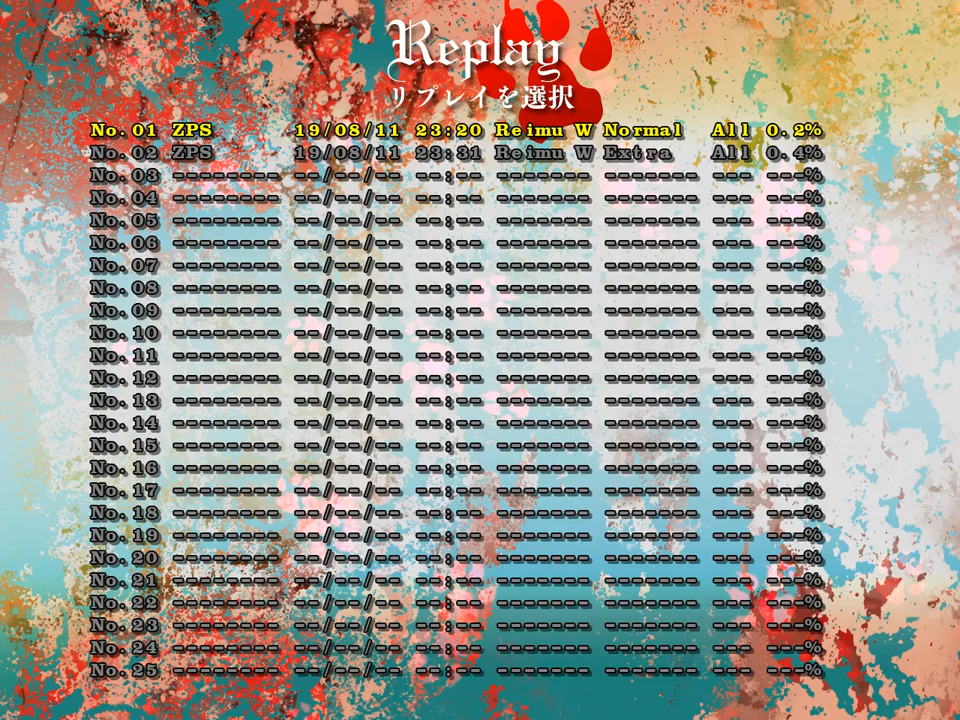 Replay
リプレイを選択
No.01 ZPS 19/08/11 23:20 Reimu W Normal All 0.2%
No.02 ZPS 19/08/11 23:31 Reimu W Extra All 0.4%
No.03 -------- --/--/-- --:-- ------- ------- --- ---%
No.04 -------- --/--/-- --:-- ------- ------- --- ---%
No.05 -------- --/--/-- --:-- ------- ------- --- ---%
No.06 -------- --/--/-- --:-- ------- ------- --- ---%
No.07 -------- --/--/-- --:-- ------- ------- --- ---%
No.08 -------- --/--/-- --:-- ------- ------- --- ---%
No.09 -------- --/--/-- --:-- ------- ------- --- ---%
No.10 -------- --/--/-- --:-- ------- ------- --- ---%
No.11 -------- --/--/-- --:-- ------- ------- --- ---%
No.12 -------- --/--/-- --:-- ------- ------- --- ---%
No.13 -------- --/--/-- --:-- ------- ------- --- ---%
No.14 -------- --/--/-- --:-- ------- ------- --- ---%
No.15 -------- --/--/-- --:-- ------- ------- --- ---%
No.16 -------- --/--/-- --:-- ------- ------- --- ---%
No.17 -------- --/--/-- --:-- ------- ------- --- ---%
No.18 -------- --/--/-- --:-- ------- ------- --- ---%
No.19 -------- --/--/-- --:-- ------- ------- --- ---%
No.20 -------- --/--/-- --:-- ------- ------- --- ---%
No.21 -------- --/--/-- --:-- ------- ------- --- ---%
No.22 -------- --/--/-- --:-- ------- ------- --- ---%
No.23 -------- --/--/-- --:-- ------- ------- --- ---%
No.24 -------- --/--/-- --:-- ------- ------- --- ---%
No.25 -------- --/--/-- --:-- ------- ------- --- ---%